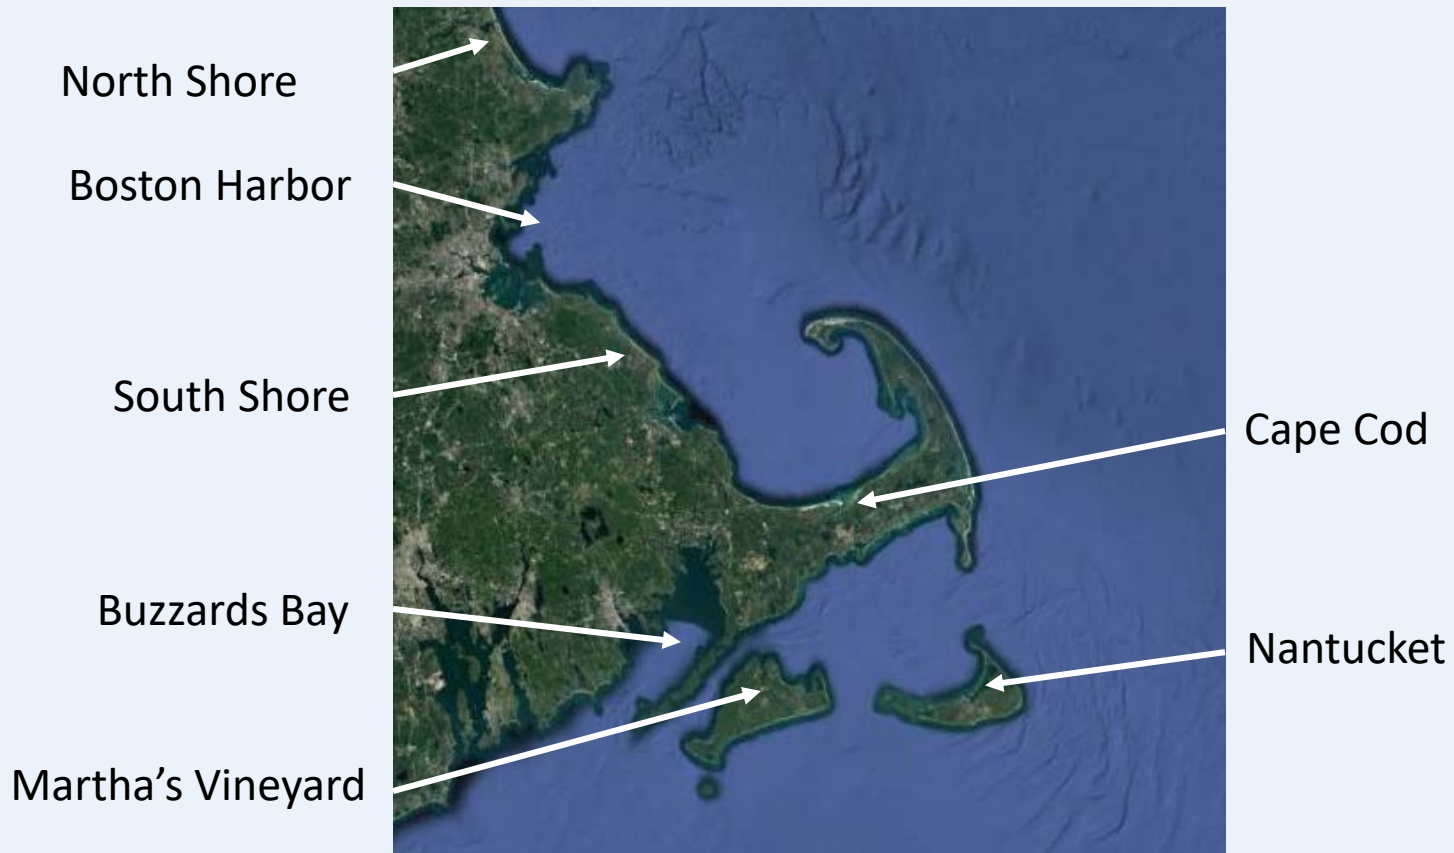 North Shore
Boston Harbor
South Shore
Cape Cod
Buzzards Bay
Nantucket
Martha’s Vineyard